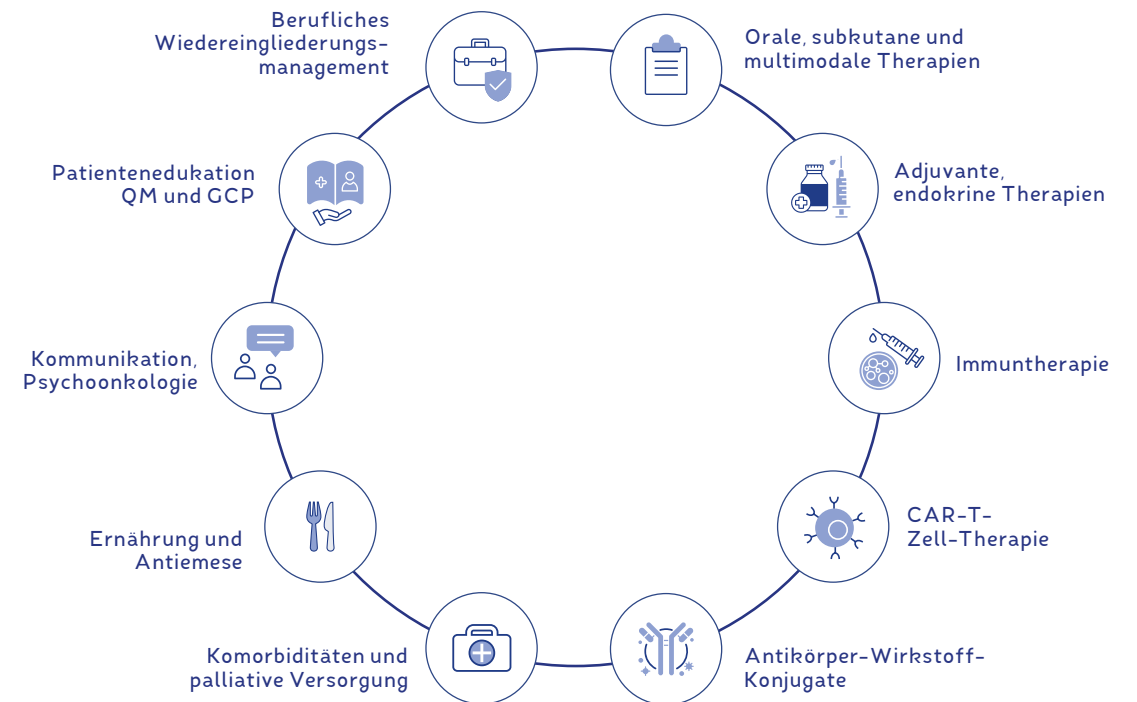 Berufliches
Wiedereingliederungs-
management
Orale, subkutane und
multimodale Therapien
Patientenedukation
QM und GCP
Adjuvante,
endokrine Therapien
Kommunikation,
Psychoonkologie
Immuntherapie
Ernährung und
Antiemese
CAR-T-
Zell-Therapie
Komorbiditäten und
palliative Versorgung
Antikörper-Wirkstoff-
Konjugate